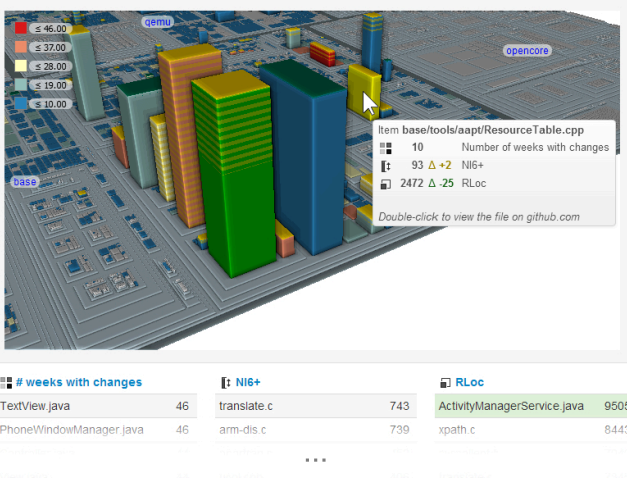 ≤ 46.00
≤ 37.00
≤ 28.00
≤ 19.00
≤ 10.00
qemu
opencore
base
Item base/tools/aapt/ResourceTable.cpp
10 Number of weeks with changes
93 Δ +2 NI6+
2472 Δ -25 RLoc
Double-click to view the file on github.com
# weeks with changes NI6+ RLoc
TextView.java 46 translate.c 743 ActivityManagerService.java 9505
PhoneWindowManager.java 46 arm-dis.c 739 xpath.c 8443
...